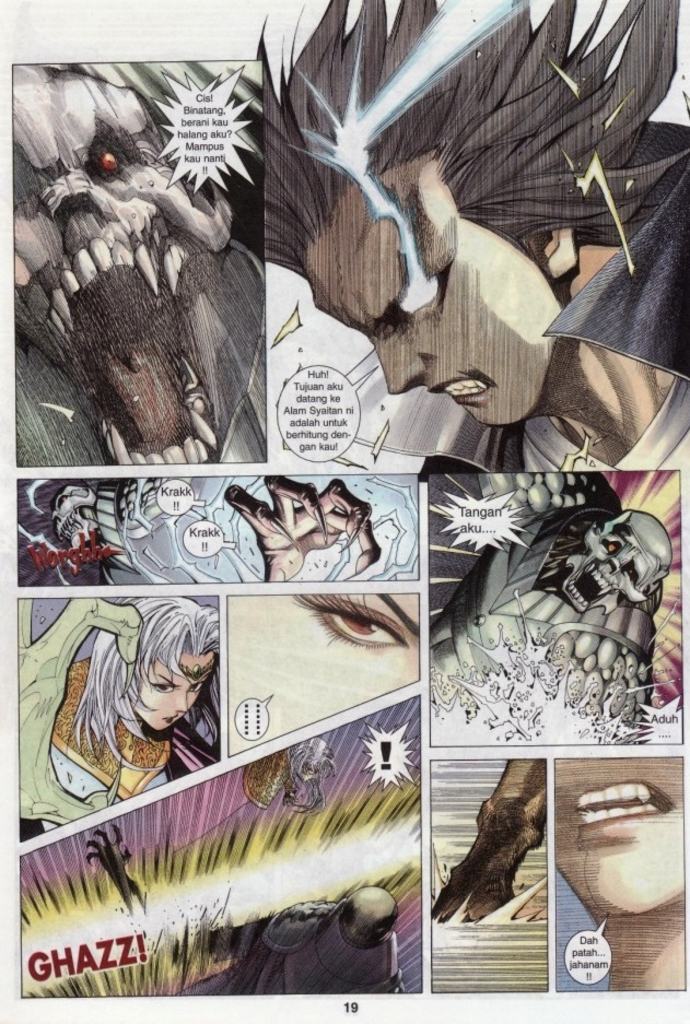 Cis!
Binatang,
berani kau
halang aku?
Mampus
kau nanti
!!
Huh!
Tujuan aku
datang ke
Alam Syaitan ni
adalah untuk
berhitung den-
gan kau!
Krakk
!!
Krakk
!!
Worghhh
Tangan
aku....
Aduh
....
!
GHAZZ!
Dah
patah...
jahanam
!!
19